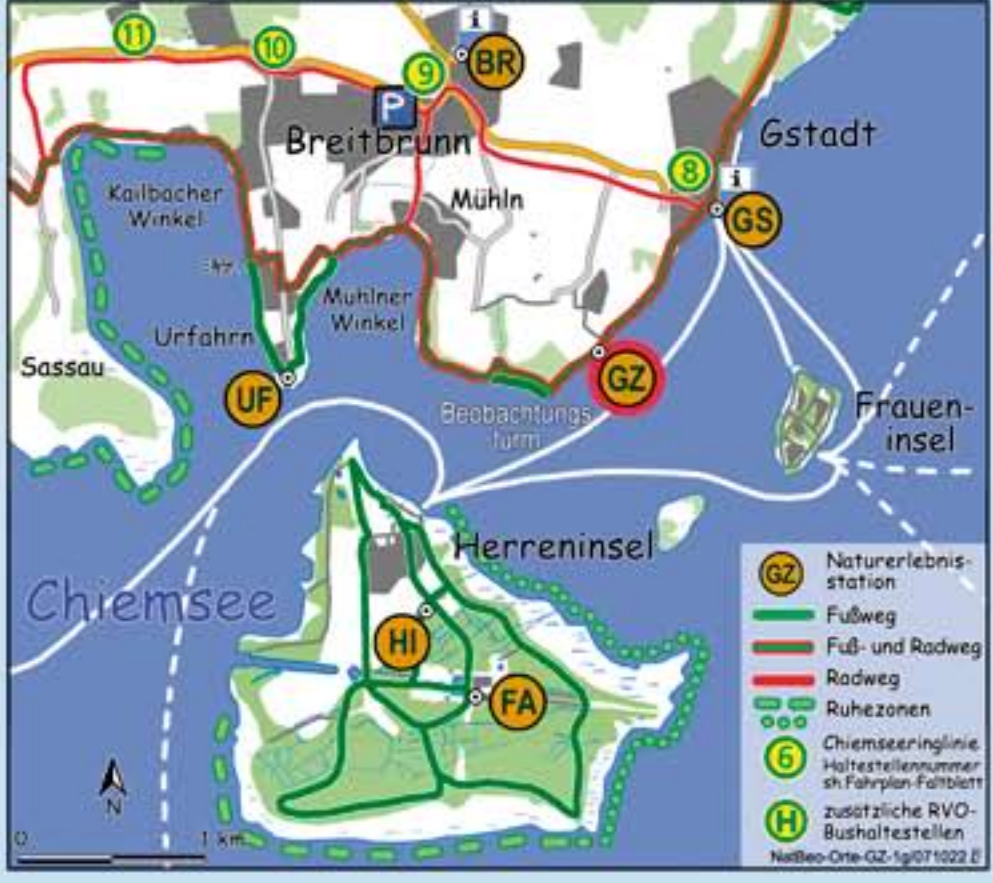 11
10
9
i
BR
P
Breitbrunn
Gstadt
8
i
Kailbacher
Winkel
Mühln
GS
Mühlner
Winkel
Urfahrn
Sassau
UF
GZ
Beobachtungs
turm
Frauen-
insel
Herreninsel
Chiemsee
HI
FA
N
0 1 km
GZ Naturerlebnis-
station
Fußweg
Fuß- und Radweg
Radweg
Ruhezonen
6 Chiemseeringlinie
Haltestellennummer
sh.Fahrplan-Faltblatt
H zusätzliche RVO-
Bushaltestellen
NatBeo-Orte-GZ-1g/071022